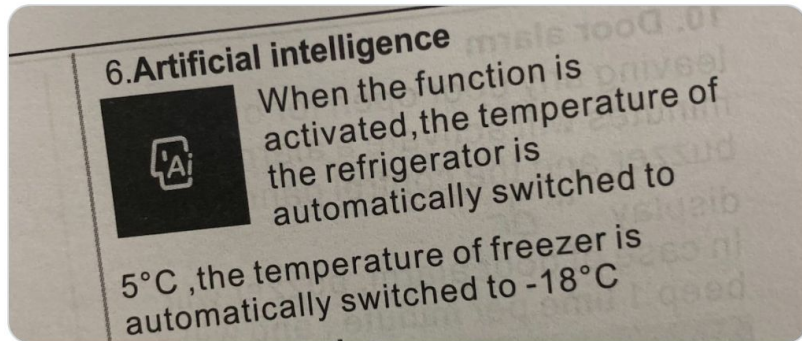 6.Artificial intelligence
Ai
When the function is
activated,the temperature of
the refrigerator is
automatically switched to
5°C ,the temperature of freezer is
automatically switched to -18°C